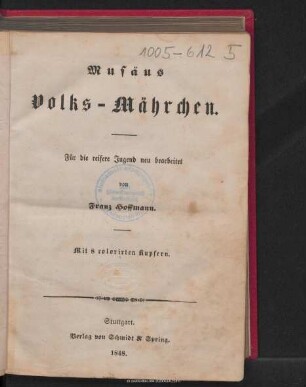 1005-612 5
Musäus
Volks-Mährchen.
Für die reifere Jugend neu bearbeitet
von
Franz Hoffmann.
Mit 8 colorirten Kupfern.
Stuttgart.
Verlag von Schmidt & Spring.
1848.